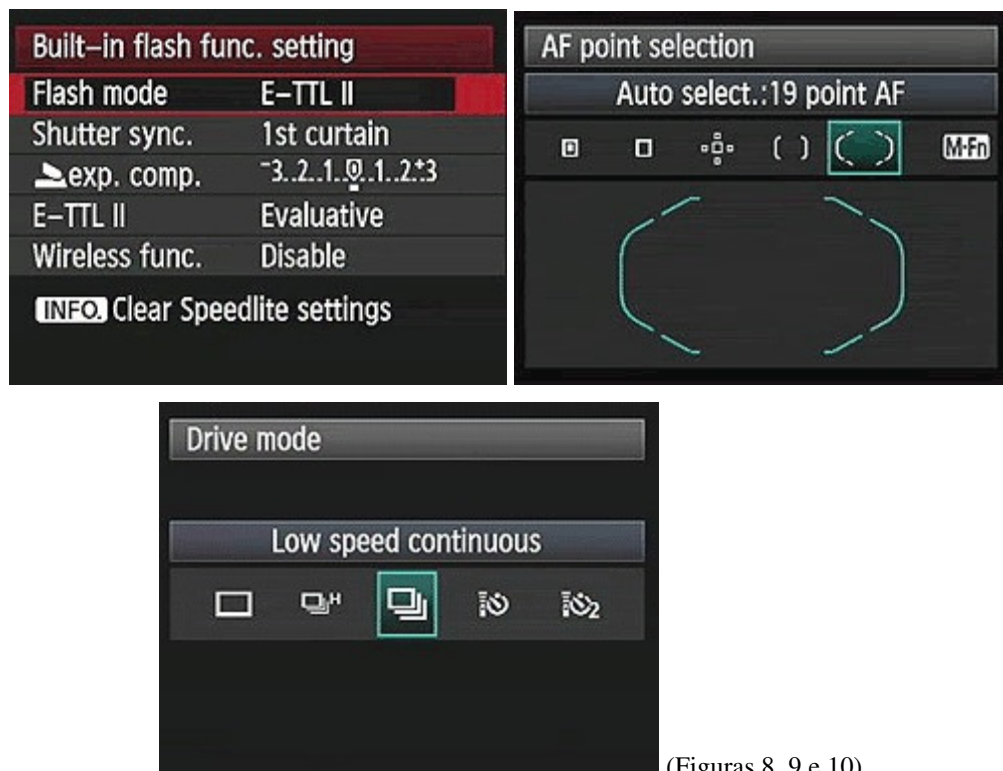 Built-in flash func. setting
Flash mode E-TTL II
Shutter sync. 1st curtain
exp. comp. -3..2..1..0..1..2.+3
E-TTL II Evaluative
Wireless func. Disable
INFO. Clear Speedlite settings
AF point selection
Auto select.:19 point AF
M-Fn
Drive mode
Low speed continuous
H
2
(Figuras 8, 9 e 10)